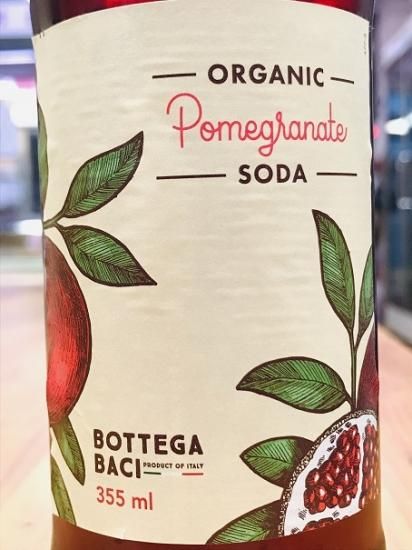 ORGANIC
Pomegranate
SODA
BOTTEGA
BACI PRODUCT OF ITALY
355 ml